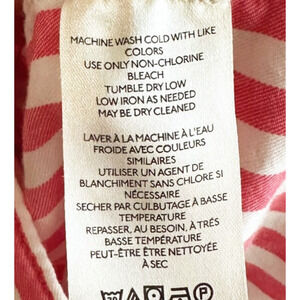 MACHINE WASH COLD WITH LIKE
COLORS
USE ONLY NON-CHLORINE
BLEACH
TUMBLE DRY LOW
LOW IRON AS NEEDED
MAY BE DRY CLEANED
LAVER À LA MACHINE À L'EAU
FROIDE AVEC COULEURS
SIMILAIRES
UTILISER UN AGENT DE
BLANCHIMENT SANS CHLORE SI
NÉCESSAIRE
SECHER PAR CULBUTAGE À BASSE
TEMPERATURE
REPASSER, AU BESOIN, À TRÉS
BASSE TEMPÉRATURE
PEUT-ÊTRE ÊTRE NETTOYÉE
À SEC